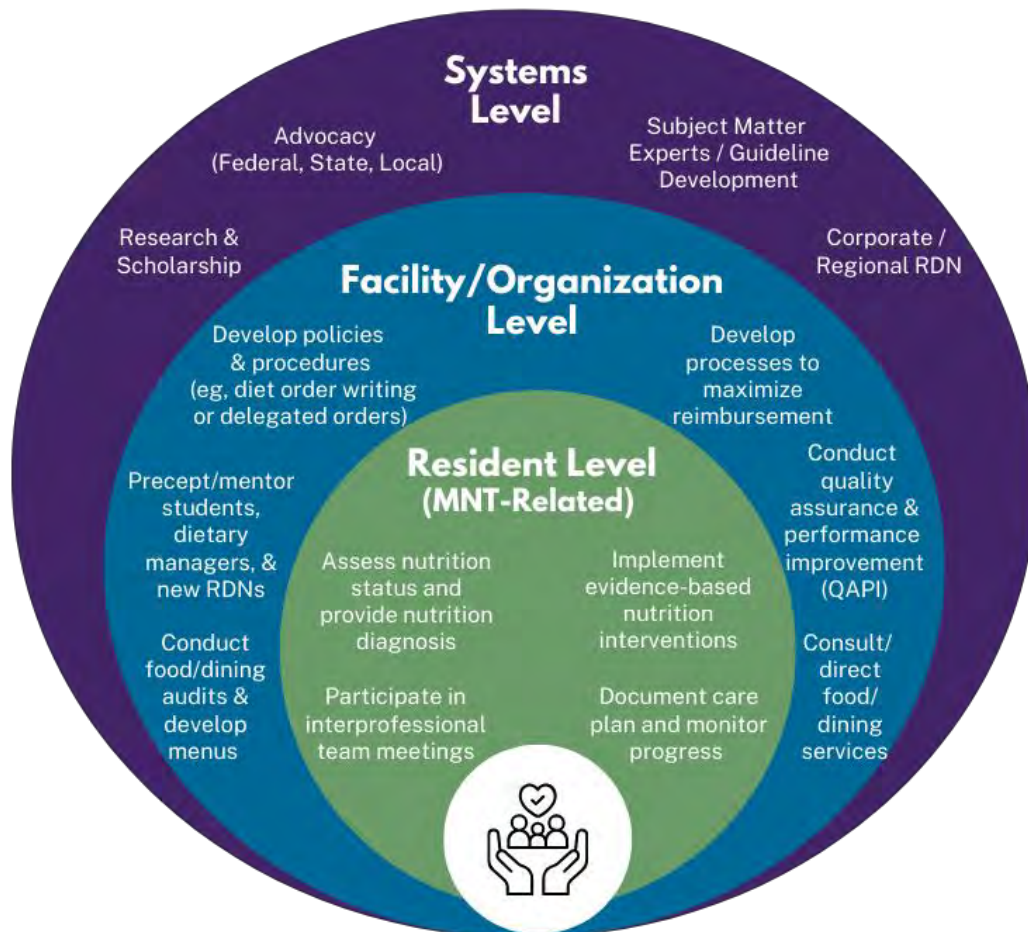 Systems
Level
Advocacy
(Federal, State, Local)
Subject Matter
Experts / Guideline
Development
Research &
Scholarship
Corporate /
Regional RDN
Facility/Organization
Level
Develop policies
& procedures
(eg, diet order writing
or delegated orders)
Develop
processes to
maximize
reimbursement
Precept/mentor
students,
dietary
managers, &
new RDNs
Conduct
quality
assurance &
performance
improvement
(QAPI)
Conduct
food/dining
audits &
develop
menus
Consult/
direct
food/
dining
services
Resident Level
(MNT-Related)
Assess nutrition
status and
provide nutrition
diagnosis
Implement
evidence-based
nutrition
interventions
Participate in
interprofessional
team meetings
Document care
plan and monitor
progress